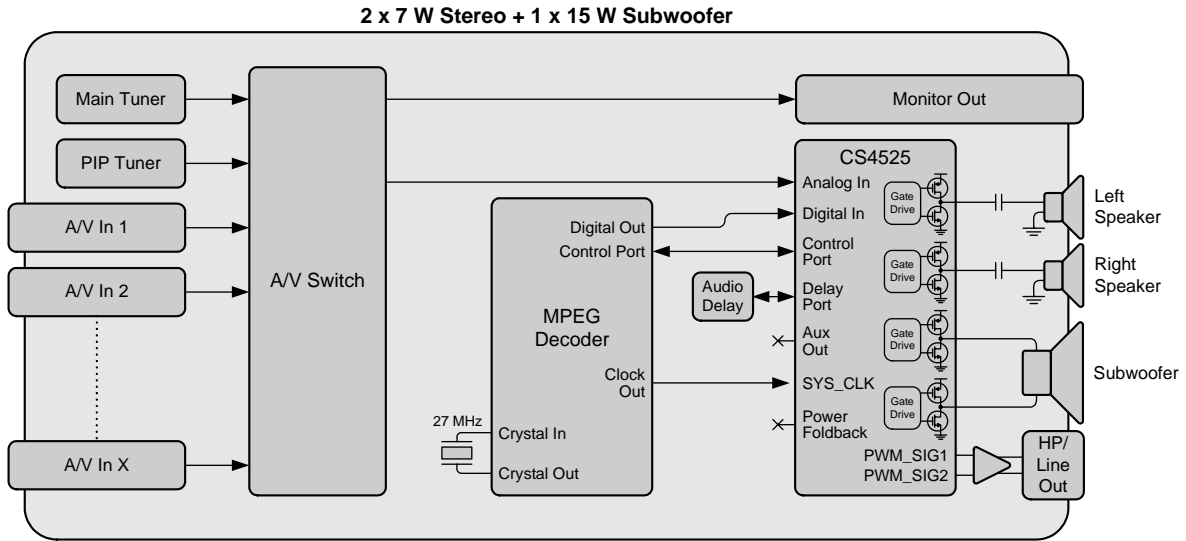 2 x 7 W Stereo + 1 x 15 W Subwoofer
Main Tuner
PIP Tuner
A/V In 1
A/V In 2
A/V In X
A/V Switch
Digital Out
Control Port
MPEG
Decoder
Clock
Out
27 MHz
Crystal In
Crystal Out
Audio
Delay
Monitor Out
CS4525
Analog In
Digital In
Control
Port
Delay
Port
Aux
Out
SYS_CLK
Power
Foldback
PWM_SIG1
PWM_SIG2
Gate
Drive
Gate
Drive
Gate
Drive
Gate
Drive
Left
Speaker
Right
Speaker
Subwoofer
HP/
Line
Out